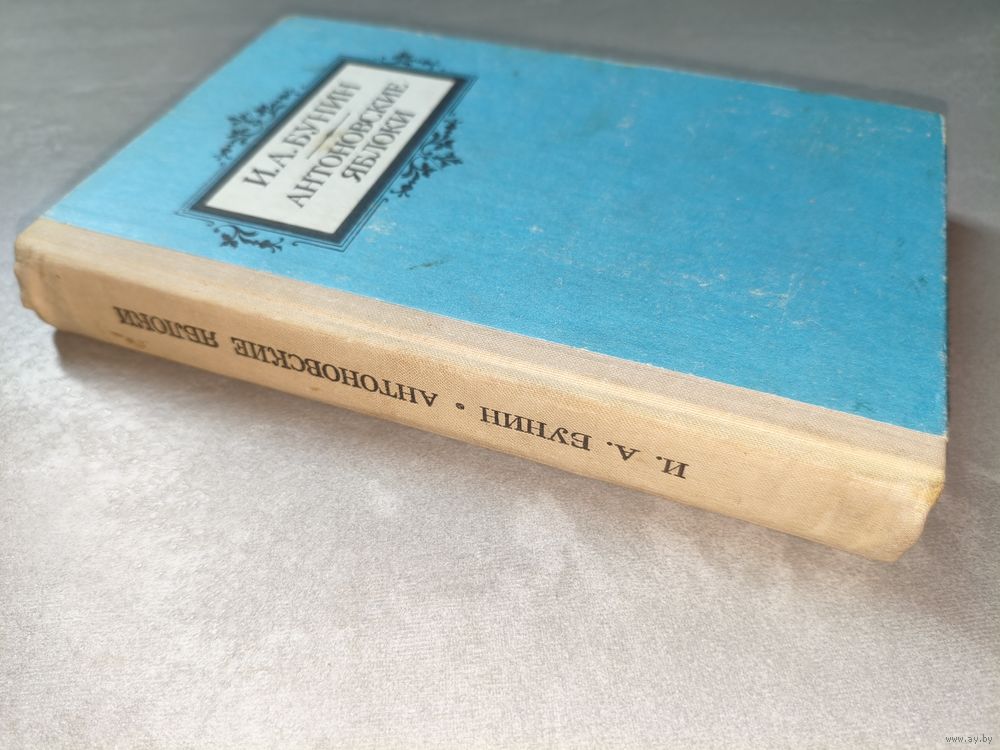 И.А.БУНИН
АНТОНОВСКИЕ
ЯБЛОКИ
И. А. БУНИН • АНТОНОВСКИЕ ЯБЛОКИ
www.ay.by